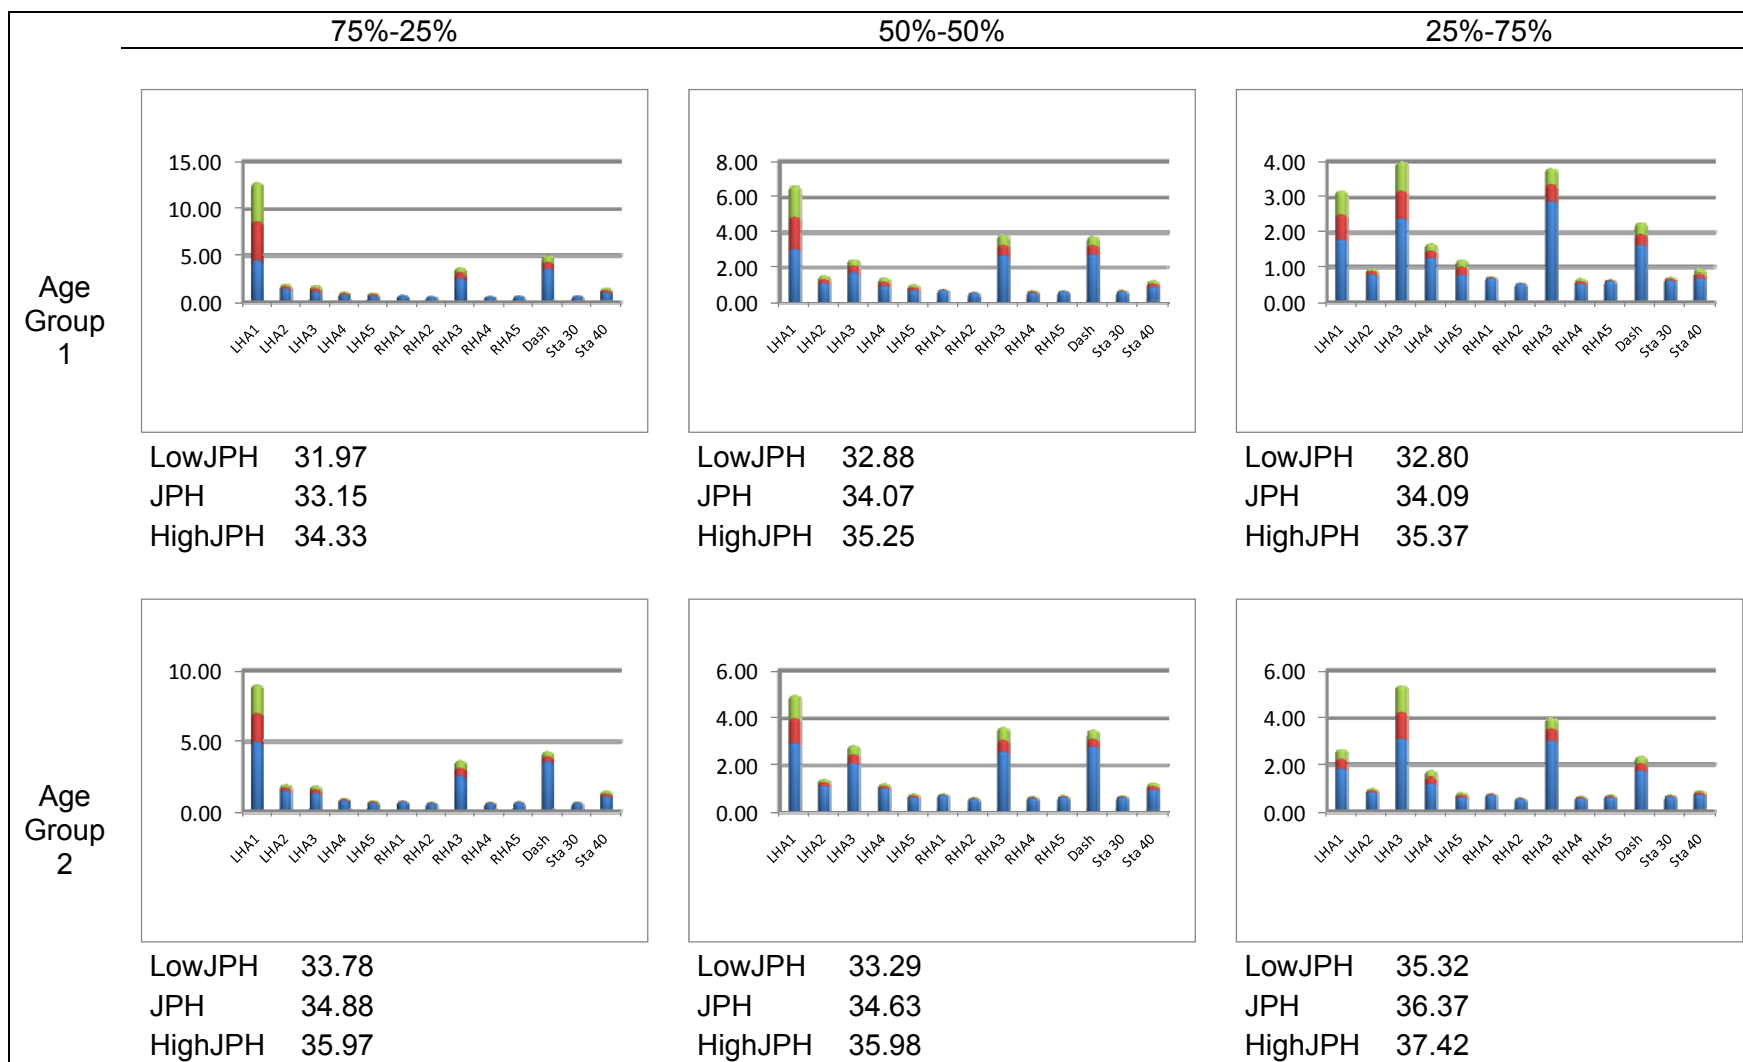 75%-25% 50%-50% 25%-75%
Age
Group
1
15.00
10.00
5.00
0.00
LHA1 LHA2 LHA3 LHA4 LHA5 RHA1 RHA2 RHA3 RHA4 RHA5 Dash Sta 30 Sta 40
8.00
6.00
4.00
2.00
0.00
LHA1 LHA2 LHA3 LHA4 LHA5 RHA1 RHA2 RHA3 RHA4 RHA5 Dash Sta 30 Sta 40
4.00
3.00
2.00
1.00
0.00
LHA1 LHA2 LHA3 LHA4 LHA5 RHA1 RHA2 RHA3 RHA4 RHA5 Dash Sta 30 Sta 40
LowJPH 31.97 LowJPH 32.88 LowJPH 32.80
JPH 33.15 JPH 34.07 JPH 34.09
HighJPH 34.33 HighJPH 35.25 HighJPH 35.37
Age
Group
2
10.00
5.00
0.00
LHA1 LHA2 LHA3 LHA4 LHA5 RHA1 RHA2 RHA3 RHA4 RHA5 Dash Sta 30 Sta 40
6.00
4.00
2.00
0.00
LHA1 LHA2 LHA3 LHA4 LHA5 RHA1 RHA2 RHA3 RHA4 RHA5 Dash Sta 30 Sta 40
6.00
4.00
2.00
0.00
LHA1 LHA2 LHA3 LHA4 LHA5 RHA1 RHA2 RHA3 RHA4 RHA5 Dash Sta 30 Sta 40
LowJPH 33.78 LowJPH 33.29 LowJPH 35.32
JPH 34.88 JPH 34.63 JPH 36.37
HighJPH 35.97 HighJPH 35.98 HighJPH 37.42